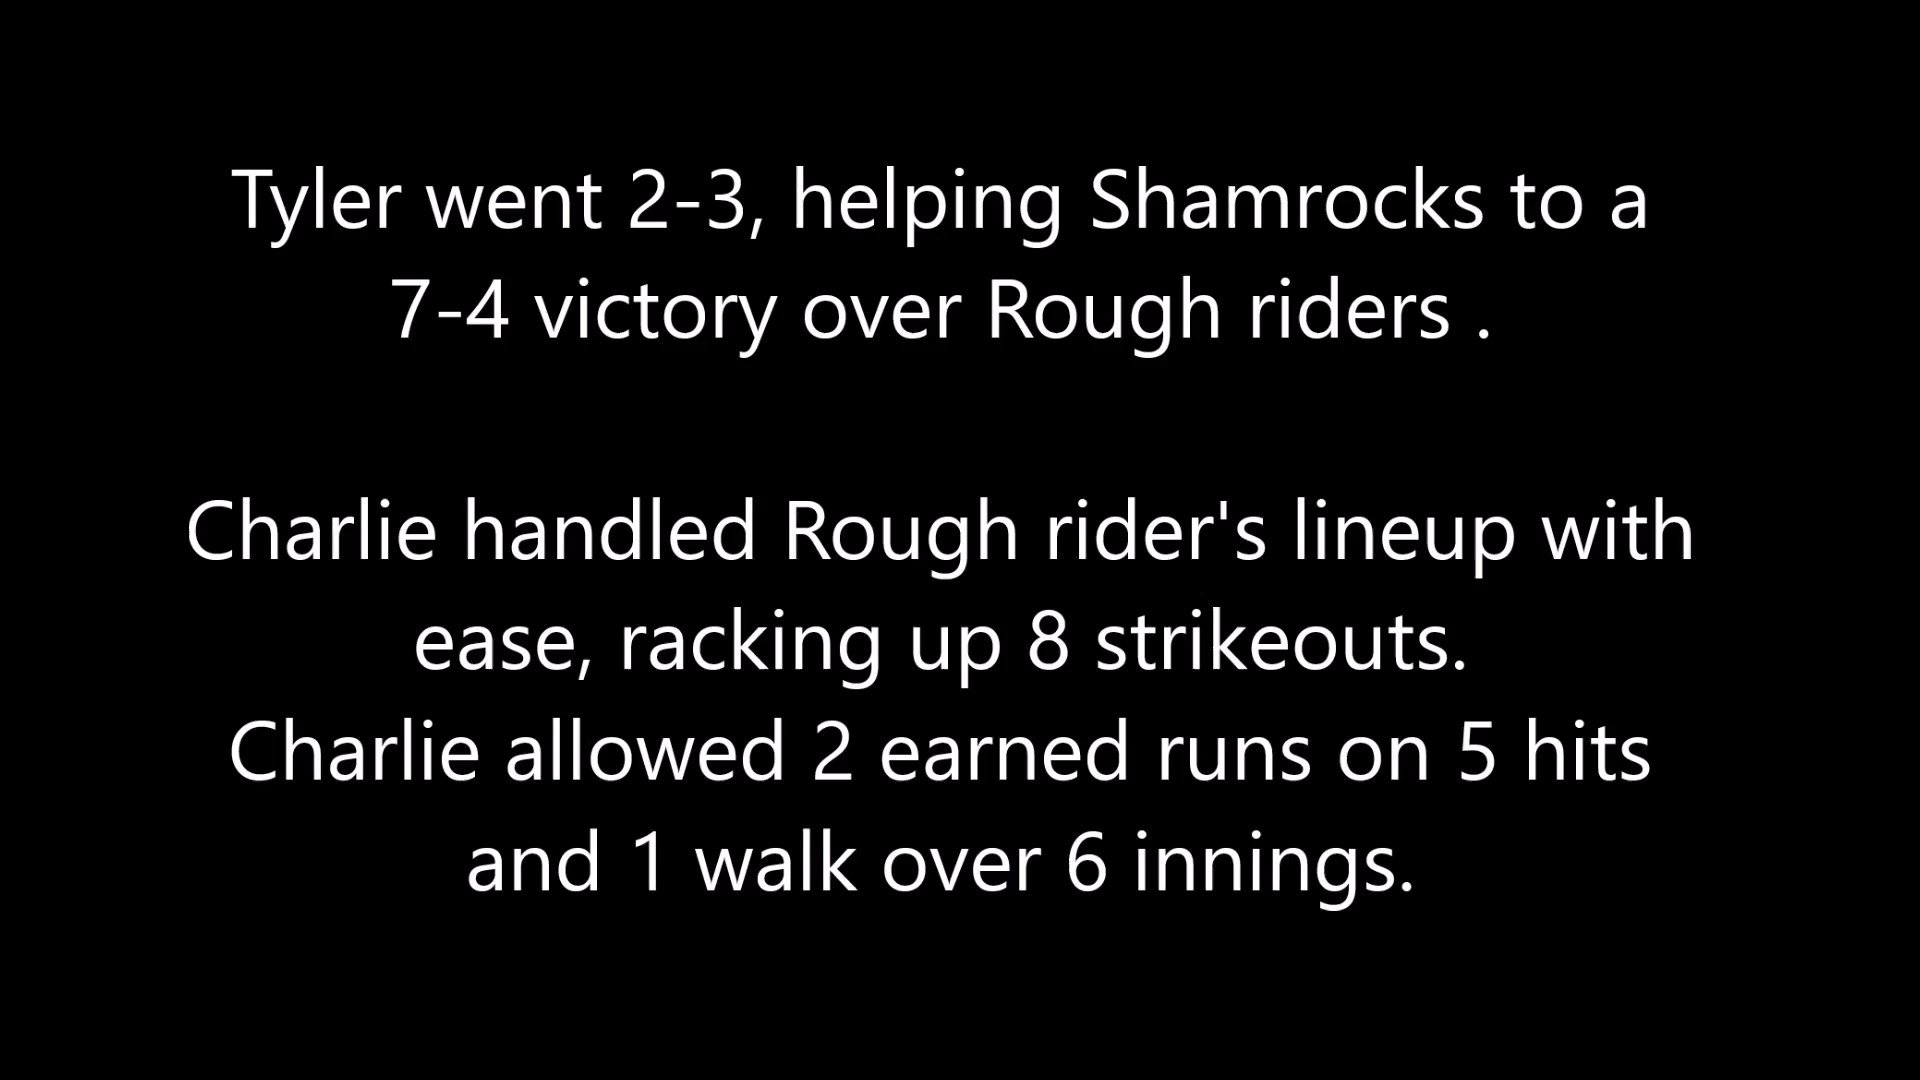 Tyler went 2-3, helping Shamrocks to a
7-4 victory over Rough riders .
Charlie handled Rough rider's lineup with
ease, racking up 8 strikeouts.
Charlie allowed 2 earned runs on 5 hits
and 1 walk over 6 innings.